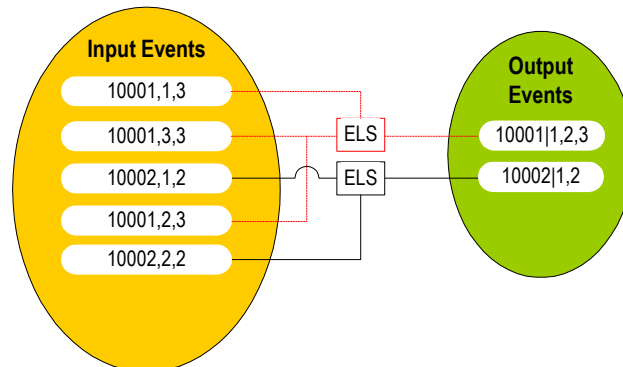 Input Events
10001,1,3
10001,3,3
10002,1,2
10001,2,3
10002,2,2
ELS
ELS
Output
Events
10001|1,2,3
10002|1,2